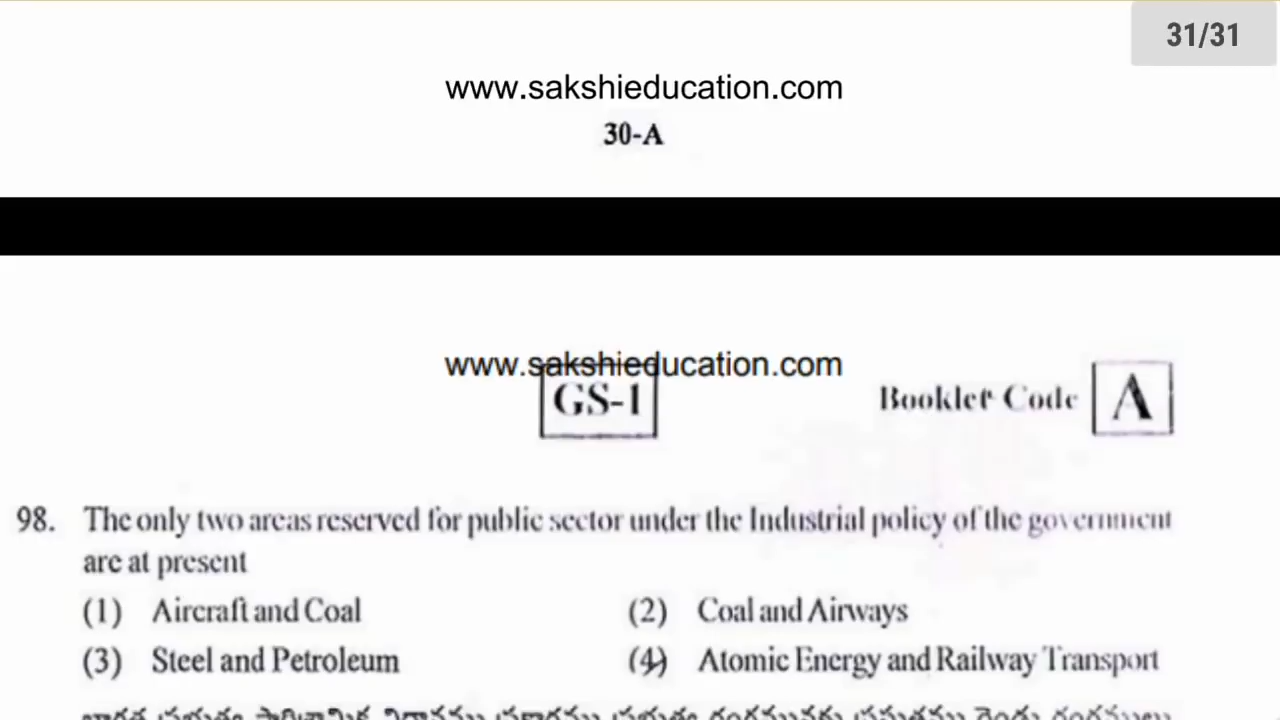 31/31
www.sakshieducation.com
30-A
www.sakshieducation.com
GS-1
Booklet Code A
98. The only two areas reserved for public sector under the Industrial policy of the government
are at present
(1) Aircraft and Coal (2) Coal and Airways
(3) Steel and Petroleum (4) Atomic Energy and Railway Transport